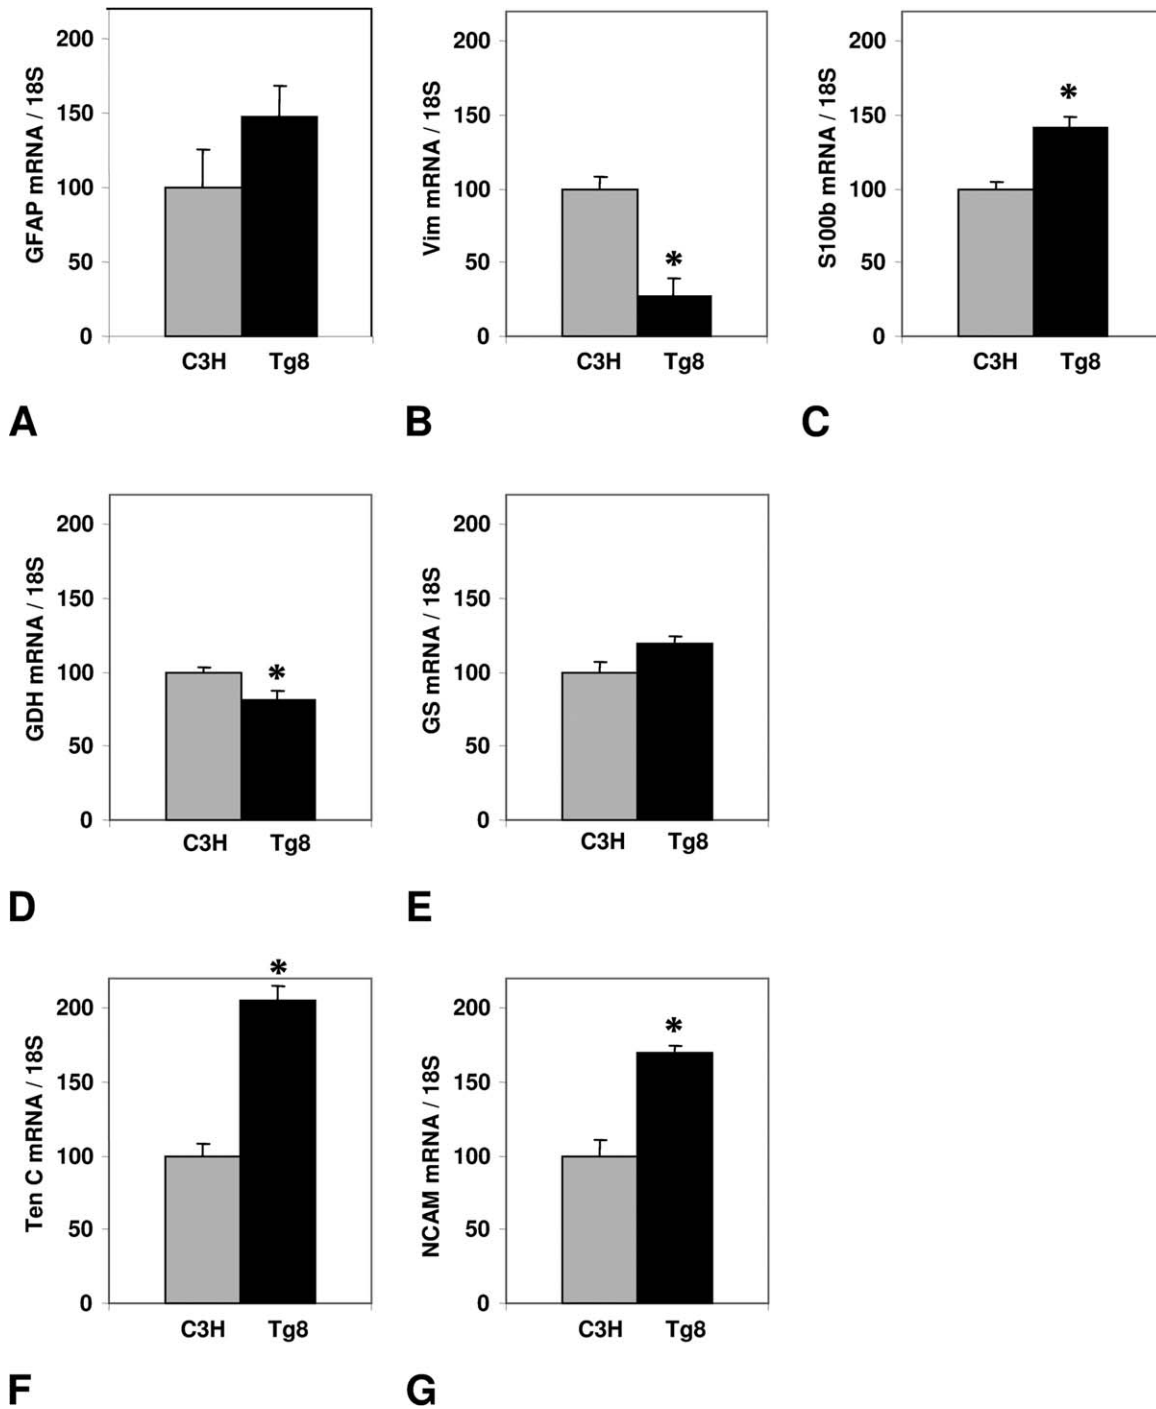 GFAP mRNA / 18S
200
150
100
50
0
C3H Tg8
A
Vim mRNA / 18S
200
150
100
50
0
*
C3H Tg8
B
S100b mRNA / 18S
200
150
100
50
0
*
C3H Tg8
C
GDH mRNA / 18S
200
150
100
50
0
*
C3H Tg8
D
GS mRNA / 18S
200
150
100
50
0
C3H Tg8
E
Ten C mRNA / 18S
200
150
100
50
0
*
C3H Tg8
F
NCAM mRNA / 18S
200
150
100
50
0
*
C3H Tg8
G